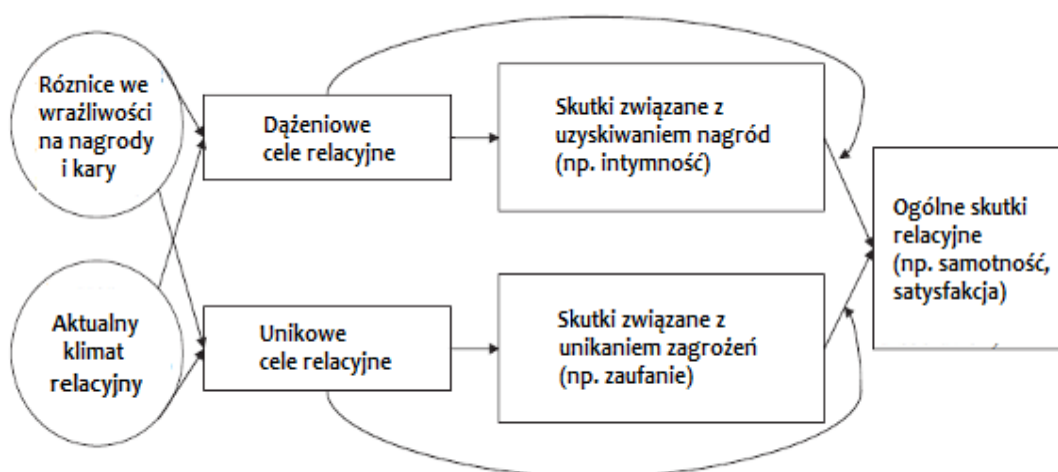 Róznice we
wrażliwości
na nagrody
i kary
Dążeniowe
cele relacyjne
Skutki związane z
uzyskiwaniem nagród
(np. intymność)
Ogólne skutki
relacyjne
(np. samotność,
satysfakcja)
Aktualny
klimat
relacyjny
Unikowe
cele relacyjne
Skutki związane z
unikaniem zagrożeń
(np. zaufanie)